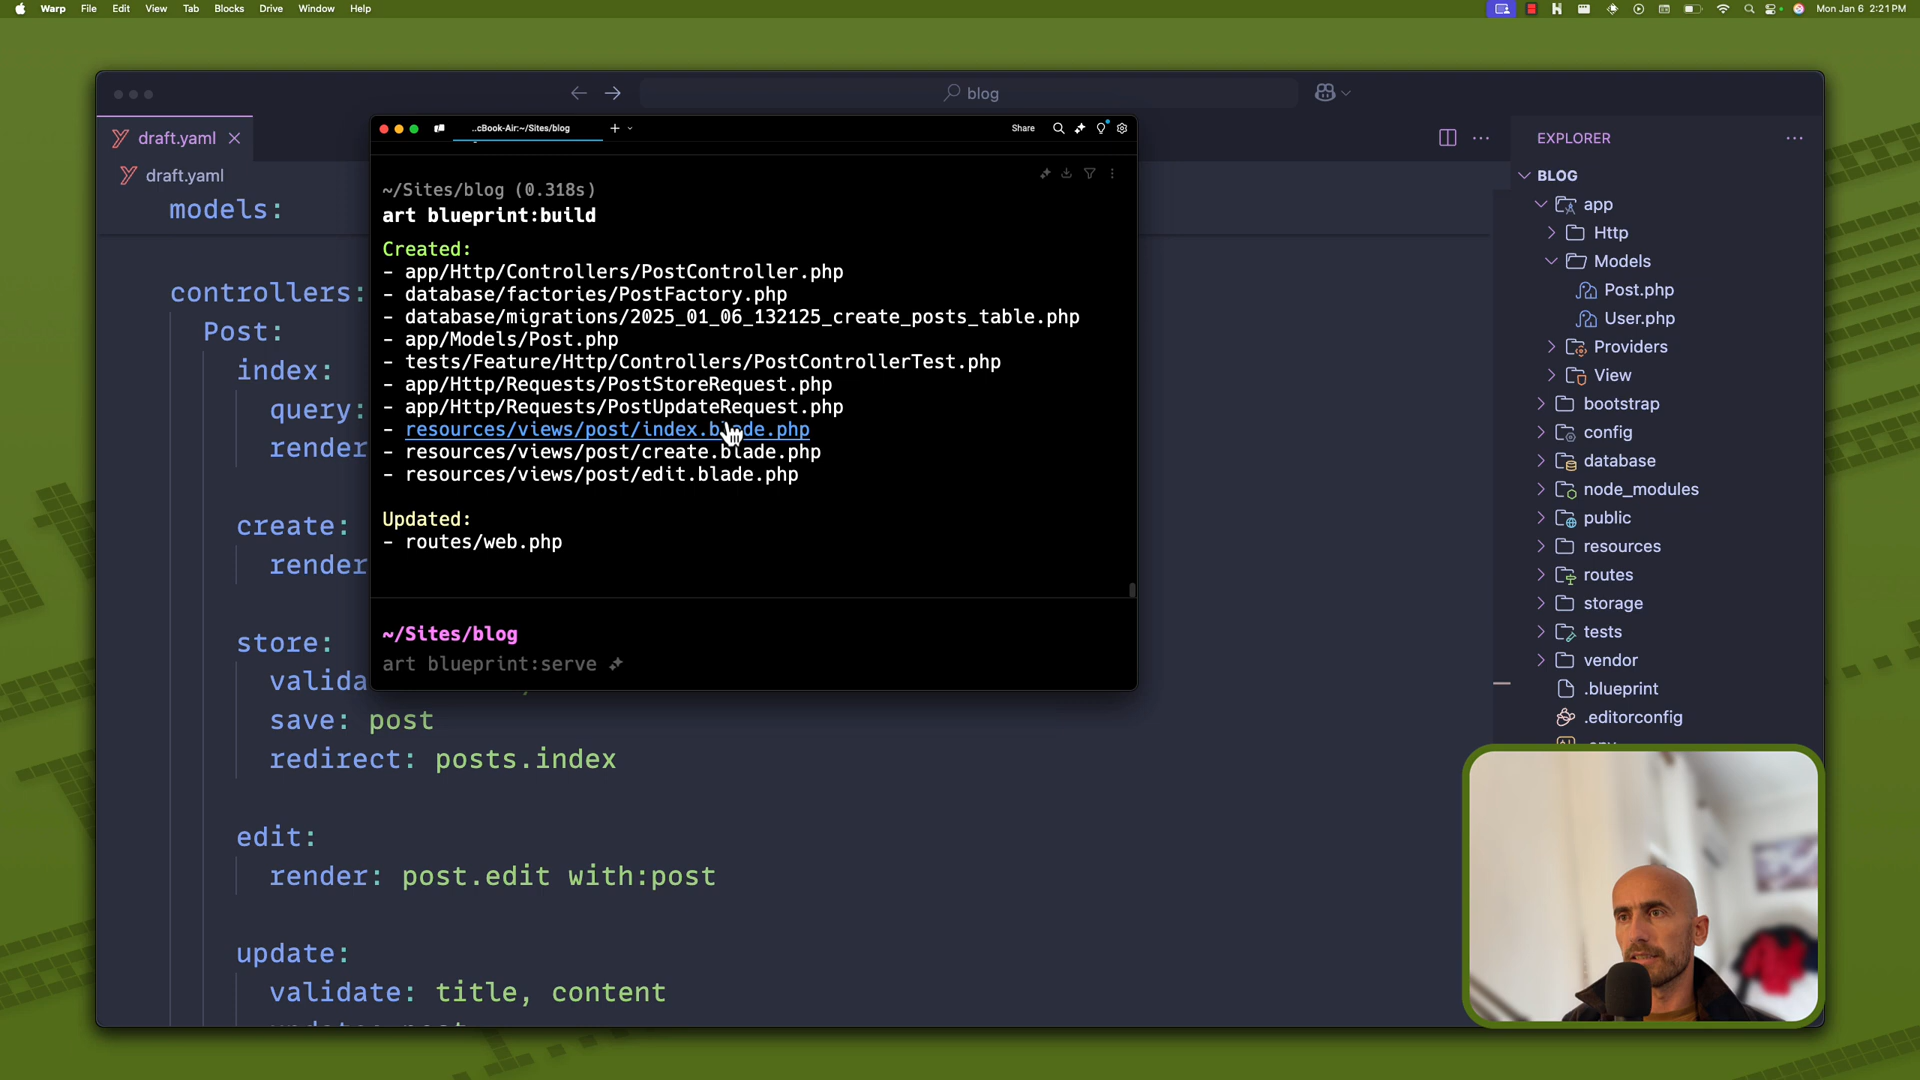 Warp File Edit View Tab Blocks Drive Window Help
Mon Jan 6 2:21 PM
blog
draft.yaml
draft.yaml
models:
controllers:
Post:
index:
query:
render
create:
render
store:
valida
save: post
redirect: posts.index
edit:
render: post.edit with:post
update:
validate: title, content
..cBook-Air:~/Sites/blog
Share
~/Sites/blog (0.318s)
art blueprint:build
Created:
- app/Http/Controllers/PostController.php
- database/factories/PostFactory.php
- database/migrations/2025_01_06_132125_create_posts_table.php
- app/Models/Post.php
- tests/Feature/Http/Controllers/PostControllerTest.php
- app/Http/Requests/PostStoreRequest.php
- app/Http/Requests/PostUpdateRequest.php
- resources/views/post/index.blade.php
- resources/views/post/create.blade.php
- resources/views/post/edit.blade.php
Updated:
- routes/web.php
~/Sites/blog
art blueprint:serve
EXPLORER
BLOG
app
Http
Models
Post.php
User.php
Providers
View
bootstrap
config
database
node_modules
public
resources
routes
storage
tests
vendor
.blueprint
.editorconfig